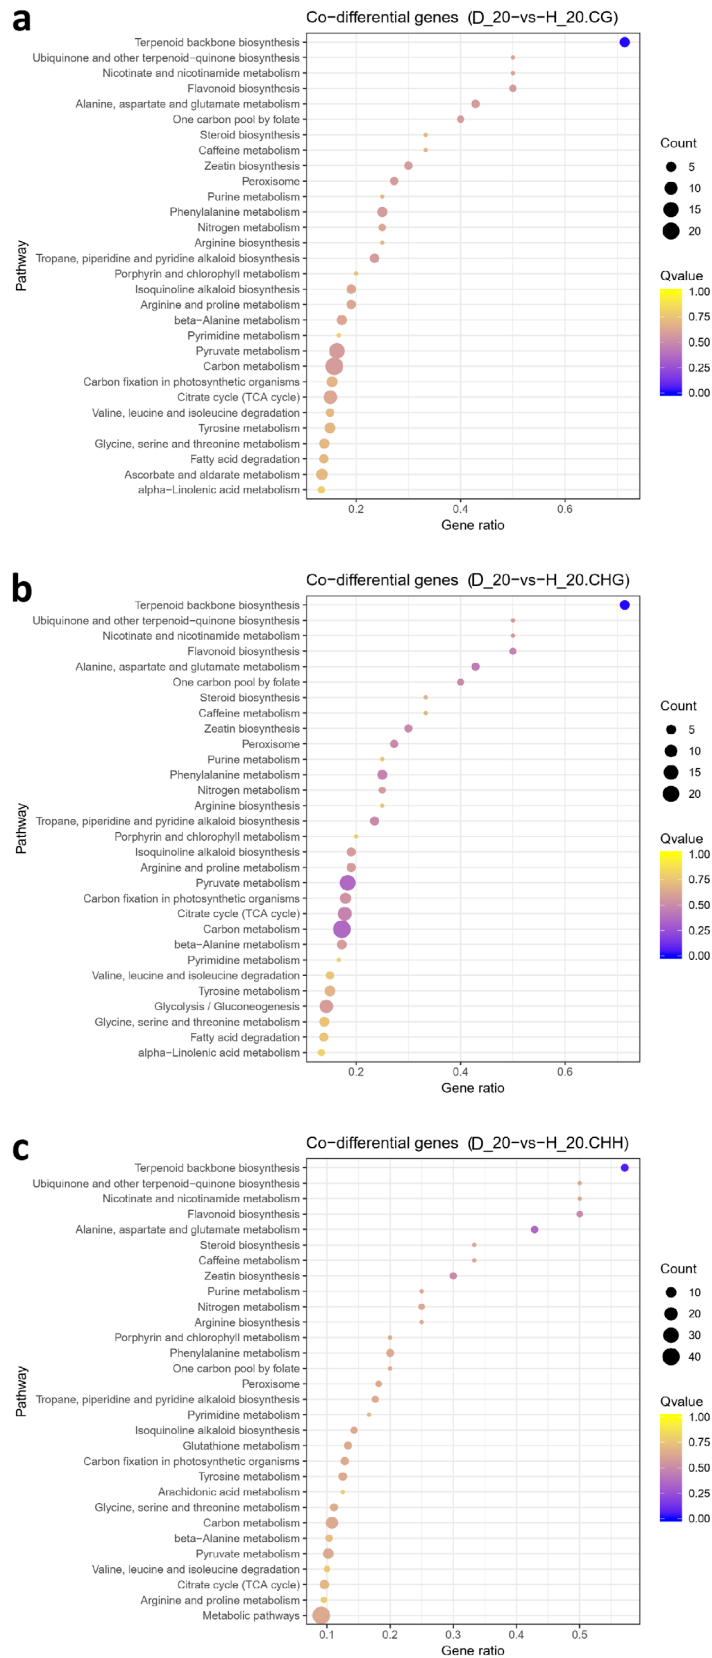 a
Co-differential genes (D_20-vs-H_20.CG)
Terpenoid backbone biosynthesis
Ubiquinone and other terpenoid-quinone biosynthesis
Nicotinate and nicotinamide metabolism
Flavonoid biosynthesis
Alanine, aspartate and glutamate metabolism
One carbon pool by folate
Steroid biosynthesis
Caffeine metabolism
Zeatin biosynthesis
Peroxisome
Purine metabolism
Phenylalanine metabolism
Nitrogen metabolism
Arginine biosynthesis
Tropane, piperidine and pyridine alkaloid biosynthesis
Porphyrin and chlorophyll metabolism
Isoquinoline alkaloid biosynthesis
Arginine and proline metabolism
beta-Alanine metabolism
Pyrimidine metabolism
Pyruvate metabolism
Carbon metabolism
Carbon fixation in photosynthetic organisms
Citrate cycle (TCA cycle)
Valine, leucine and isoleucine degradation
Tyrosine metabolism
Glycine, serine and threonine metabolism
Fatty acid degradation
Ascorbate and aldarate metabolism
alpha-Linolenic acid metabolism
Pathway
0.2 0.4 0.6
Gene ratio
Count
5
10
15
20
Qvalue
1.00
0.75
0.50
0.25
0.00
b
Co-differential genes (D_20-vs-H_20.CHG)
Terpenoid backbone biosynthesis
Ubiquinone and other terpenoid-quinone biosynthesis
Nicotinate and nicotinamide metabolism
Flavonoid biosynthesis
Alanine, aspartate and glutamate metabolism
One carbon pool by folate
Steroid biosynthesis
Caffeine metabolism
Zeatin biosynthesis
Peroxisome
Purine metabolism
Phenylalanine metabolism
Nitrogen metabolism
Arginine biosynthesis
Tropane, piperidine and pyridine alkaloid biosynthesis
Porphyrin and chlorophyll metabolism
Isoquinoline alkaloid biosynthesis
Arginine and proline metabolism
Pyruvate metabolism
Carbon fixation in photosynthetic organisms
Citrate cycle (TCA cycle)
Carbon metabolism
beta-Alanine metabolism
Pyrimidine metabolism
Valine, leucine and isoleucine degradation
Tyrosine metabolism
Glycolysis / Gluconeogenesis
Glycine, serine and threonine metabolism
Fatty acid degradation
alpha-Linolenic acid metabolism
Pathway
0.2 0.4 0.6
Gene ratio
Count
5
10
15
20
Qvalue
1.00
0.75
0.50
0.25
0.00
c
Co-differential genes (D_20-vs-H_20.CHH)
Terpenoid backbone biosynthesis
Ubiquinone and other terpenoid-quinone biosynthesis
Nicotinate and nicotinamide metabolism
Flavonoid biosynthesis
Alanine, aspartate and glutamate metabolism
Steroid biosynthesis
Caffeine metabolism
Zeatin biosynthesis
Purine metabolism
Nitrogen metabolism
Arginine biosynthesis
Porphyrin and chlorophyll metabolism
Phenylalanine metabolism
One carbon pool by folate
Peroxisome
Tropane, piperidine and pyridine alkaloid biosynthesis
Pyrimidine metabolism
Isoquinoline alkaloid biosynthesis
Glutathione metabolism
Carbon fixation in photosynthetic organisms
Tyrosine metabolism
Arachidonic acid metabolism
Glycine, serine and threonine metabolism
Carbon metabolism
beta-Alanine metabolism
Pyruvate metabolism
Valine, leucine and isoleucine degradation
Citrate cycle (TCA cycle)
Arginine and proline metabolism
Metabolic pathways
Pathway
0.1 0.2 0.3 0.4 0.5
Gene ratio
Count
10
20
30
40
Qvalue
1.00
0.75
0.50
0.25
0.00